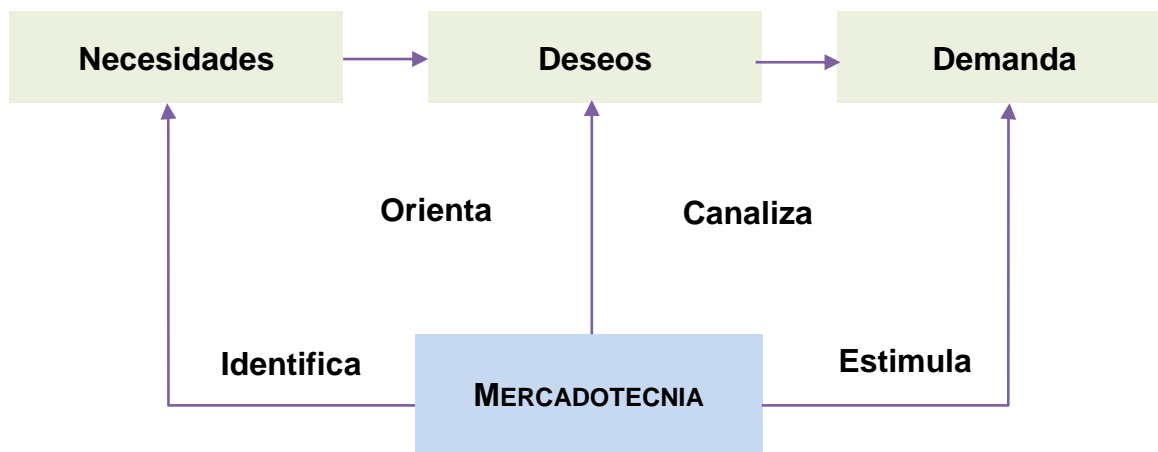 Necesidades Deseos Demanda
Orienta Canaliza
Identifica Estimula
MERCADOTECNIA